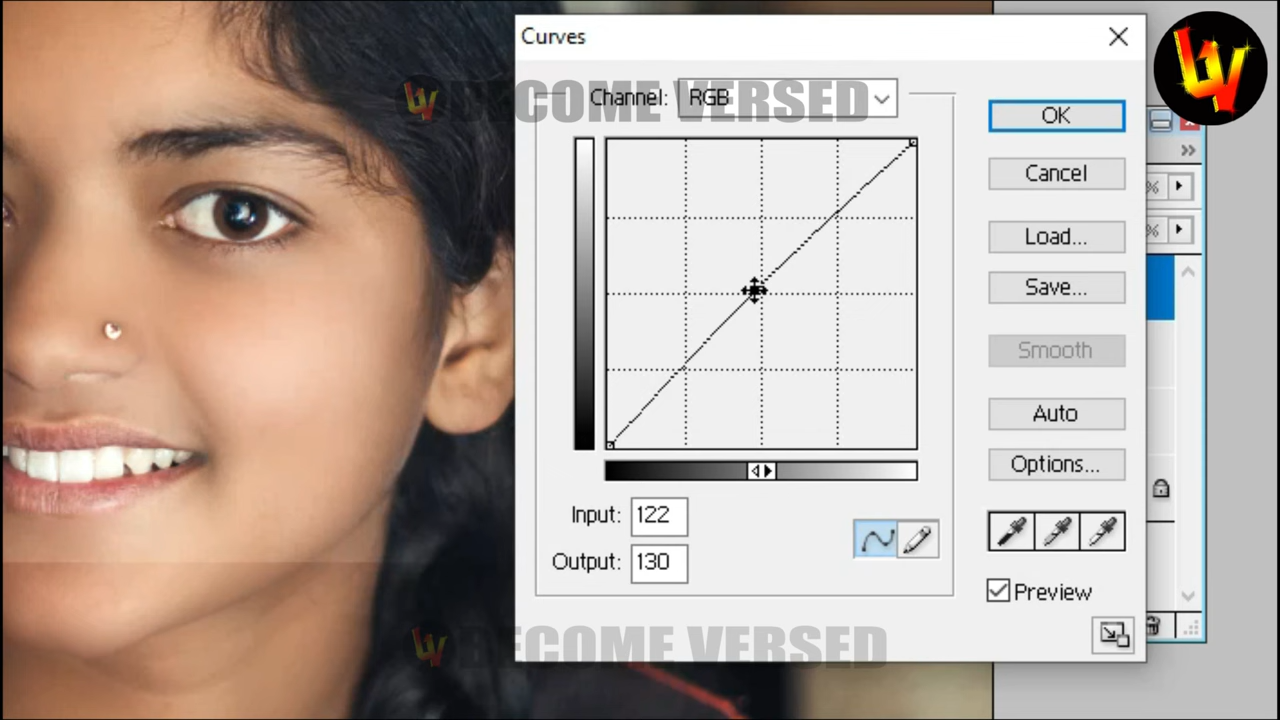 Curves
Channel: RGB
BECOME VERSED
OK
Cancel
%
Load...
%
Save...
Smooth
Auto
Options...
Input: 122
Output: 130
Preview
BECOME VERSED